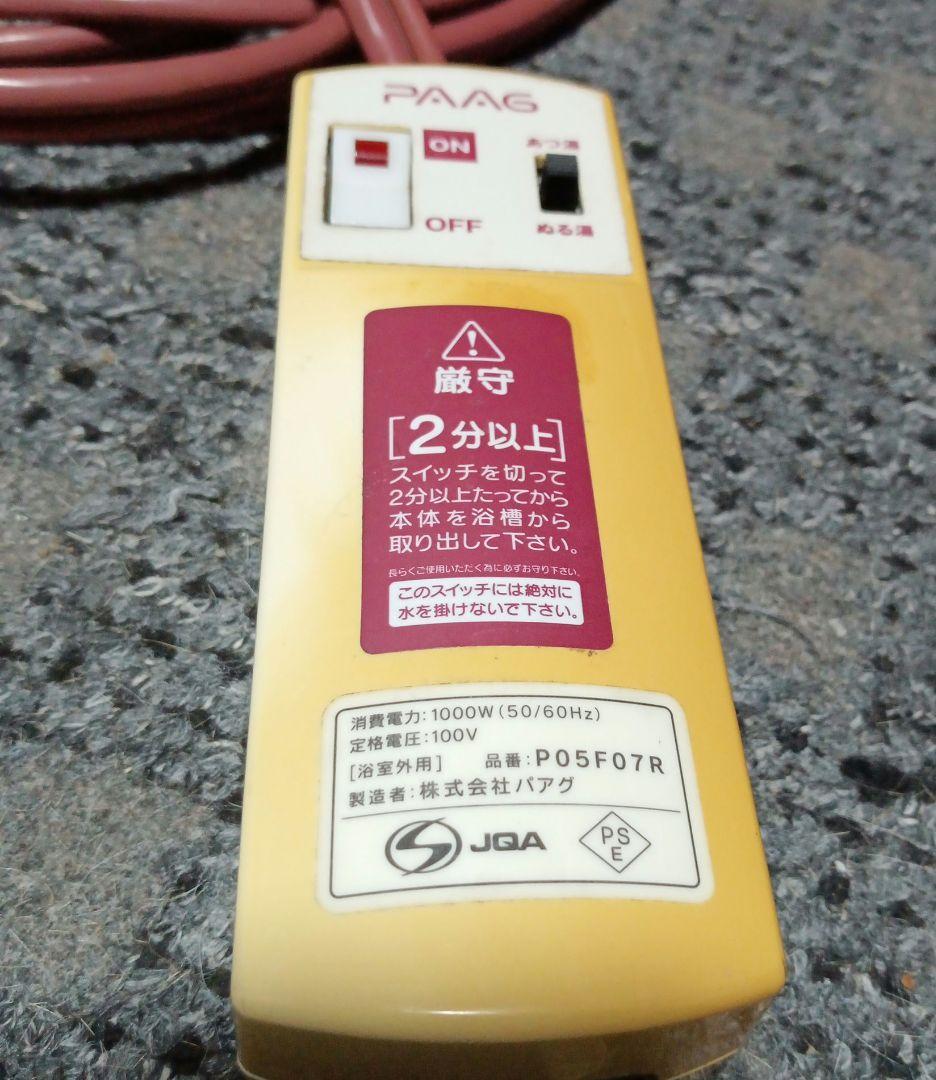 PAAG
ON
OFF
あつ湯
ぬる湯
厳守
[2分以上]
スイッチを切って
2分以上たってから
本体を浴槽から
取り出して下さい。
長らくご使用いただく為に必ずお守り下さい。
このスイッチには絶対に
水を掛けないで下さい。
消費電力:1000W(50/60Hz)
定格電圧:100V
[浴室外用] 品番:P05F07R
製造者:株式会社パアグ
JQA
PS
E